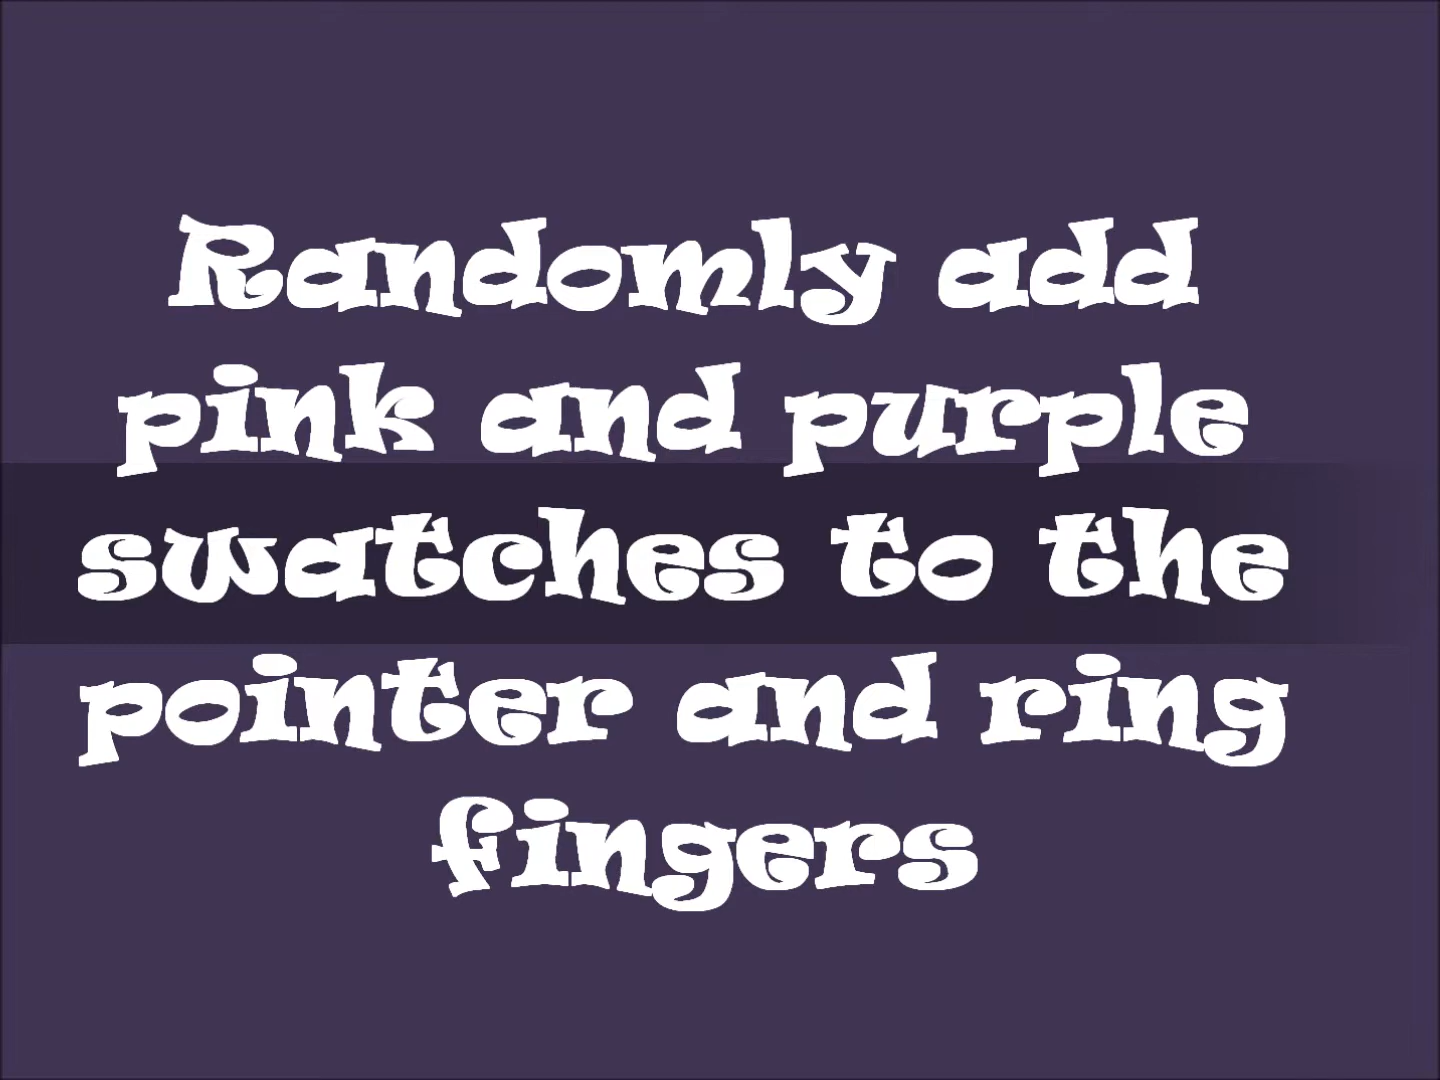 Randomly add
pink and purple
swatches to the
pointer and ring
fingers